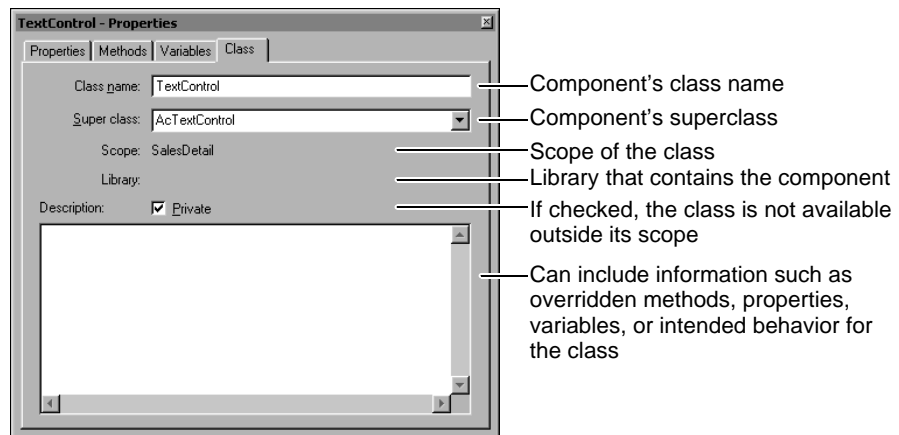 TextControl - Properties
Properties Methods Variables Class
Class name: TextControl
Component's class name
Super class: AcTextControl
Component's superclass
Scope: SalesDetail
Scope of the class
Library:
Library that contains the component
Description: Private
If checked, the class is not available
outside its scope
Can include information such as
overridden methods, properties,
variables, or intended behavior for
the class